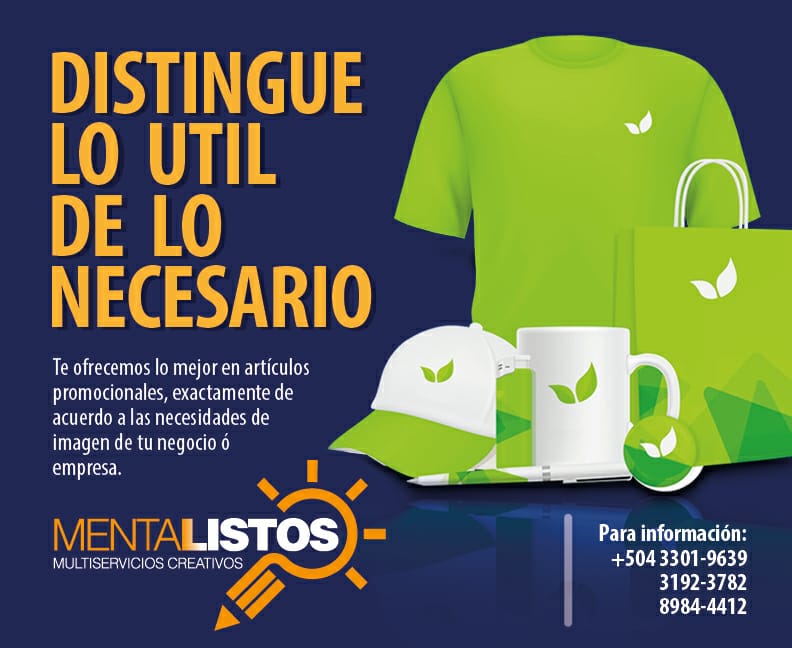 DISTINGUE
LO UTIL
DE LO
NECESARIO
Te ofrecemos lo mejor en artículos
promocionales, exactamente de
acuerdo a las necesidades de
imagen de tu negocio ó
empresa.
MENTALISTOS
MULTISERVICIOS CREATIVOS
Para información:
+504 3301-9639
3192-3782
8984-4412